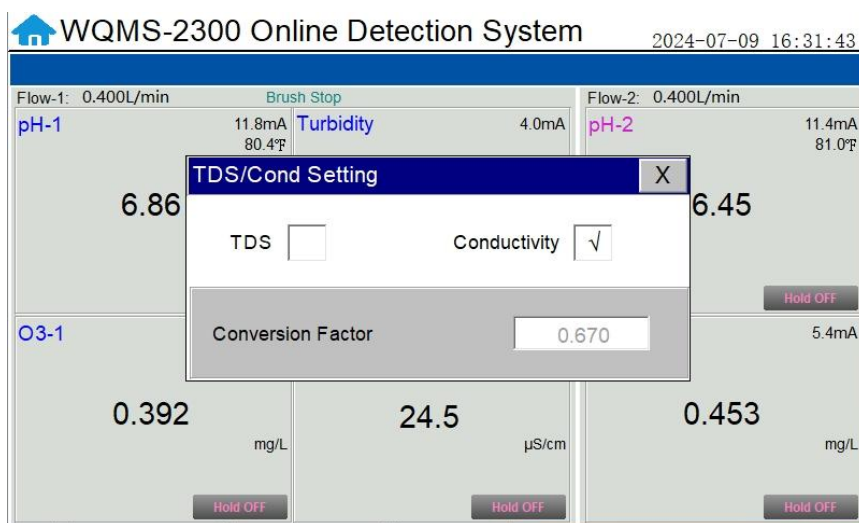 WQMS-2300 Online Detection System
2024-07-09 16:31:43
Flow-1: 0.400L/min Brush Stop Flow-2: 0.400L/min
pH-1 11.8mA Turbidity 4.0mA pH-2 11.4mA
80.4℉ 81.0℉
TDS/Cond Setting X
6.86 6.45
TDS Conductivity √
Hold OFF
O3-1 Conversion Factor 0.670 5.4mA
0.392 24.5 0.453
mg/L μS/cm mg/L
Hold OFF Hold OFF Hold OFF